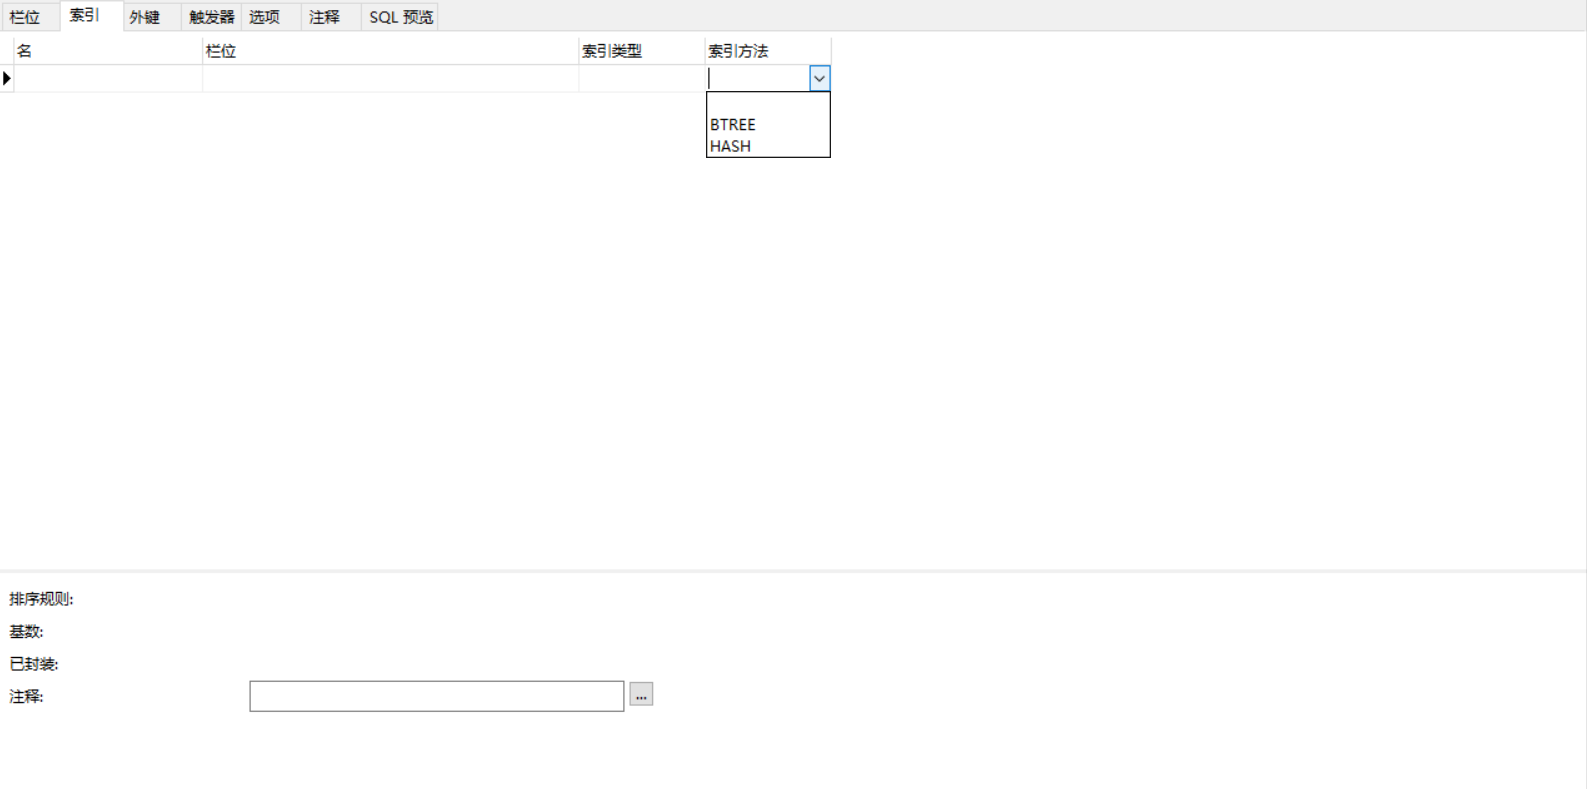 栏位 索引 外键 触发器 选项 注释 SQL 预览
名 栏位 索引类型 索引方法
BTREE
HASH
排序规则:
基数:
已封装:
注释:
...